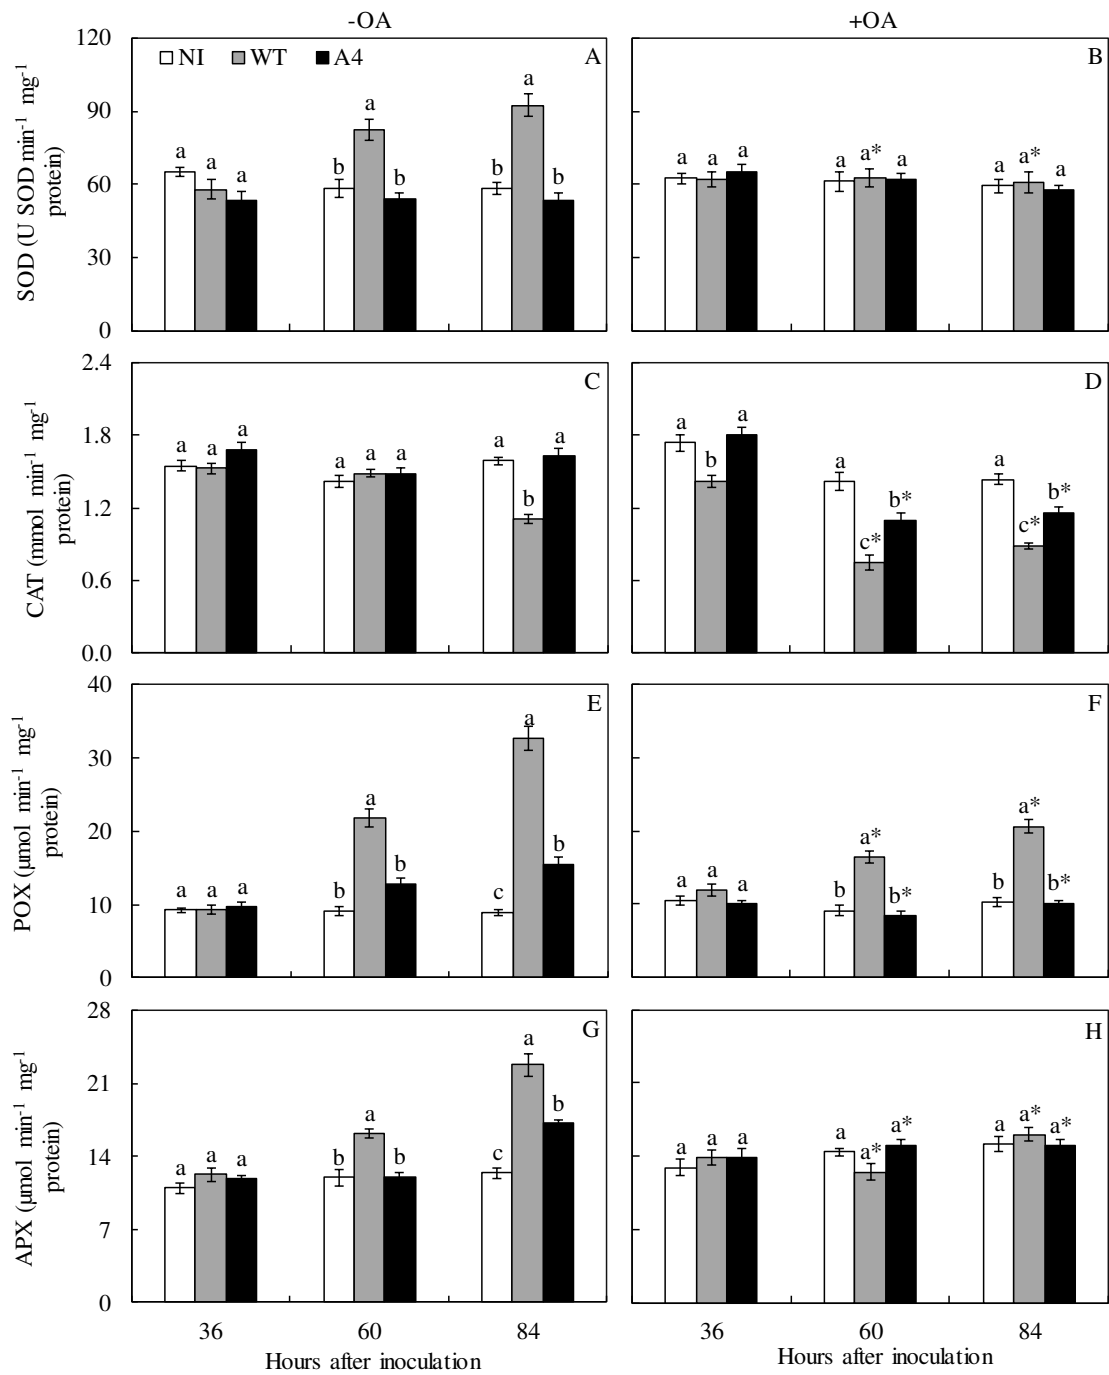 -OA
+OA
120
90
60
30
0
SOD (U SOD min-1 mg-1
protein)
NI WT A4
A
a a a
b a b
b a b
B
a a a
a a* a
a a* a
2.4
1.8
1.2
0.6
0.0
CAT (mmol min-1 mg-1
protein)
C
a a a
a a a
a b a
D
a b a
a c* b*
a c* b*
40
30
20
10
0
POX (µmol min-1 mg-1
protein)
E
a a a
b a b
c a b
F
a a a
b a* b*
b a* b*
28
21
14
7
0
APX (µmol min-1 mg-1
protein)
G
a a a
b a b
c a b
H
a a a
a a* a*
a a* a*
36 60 84
Hours after inoculation
36 60 84
Hours after inoculation